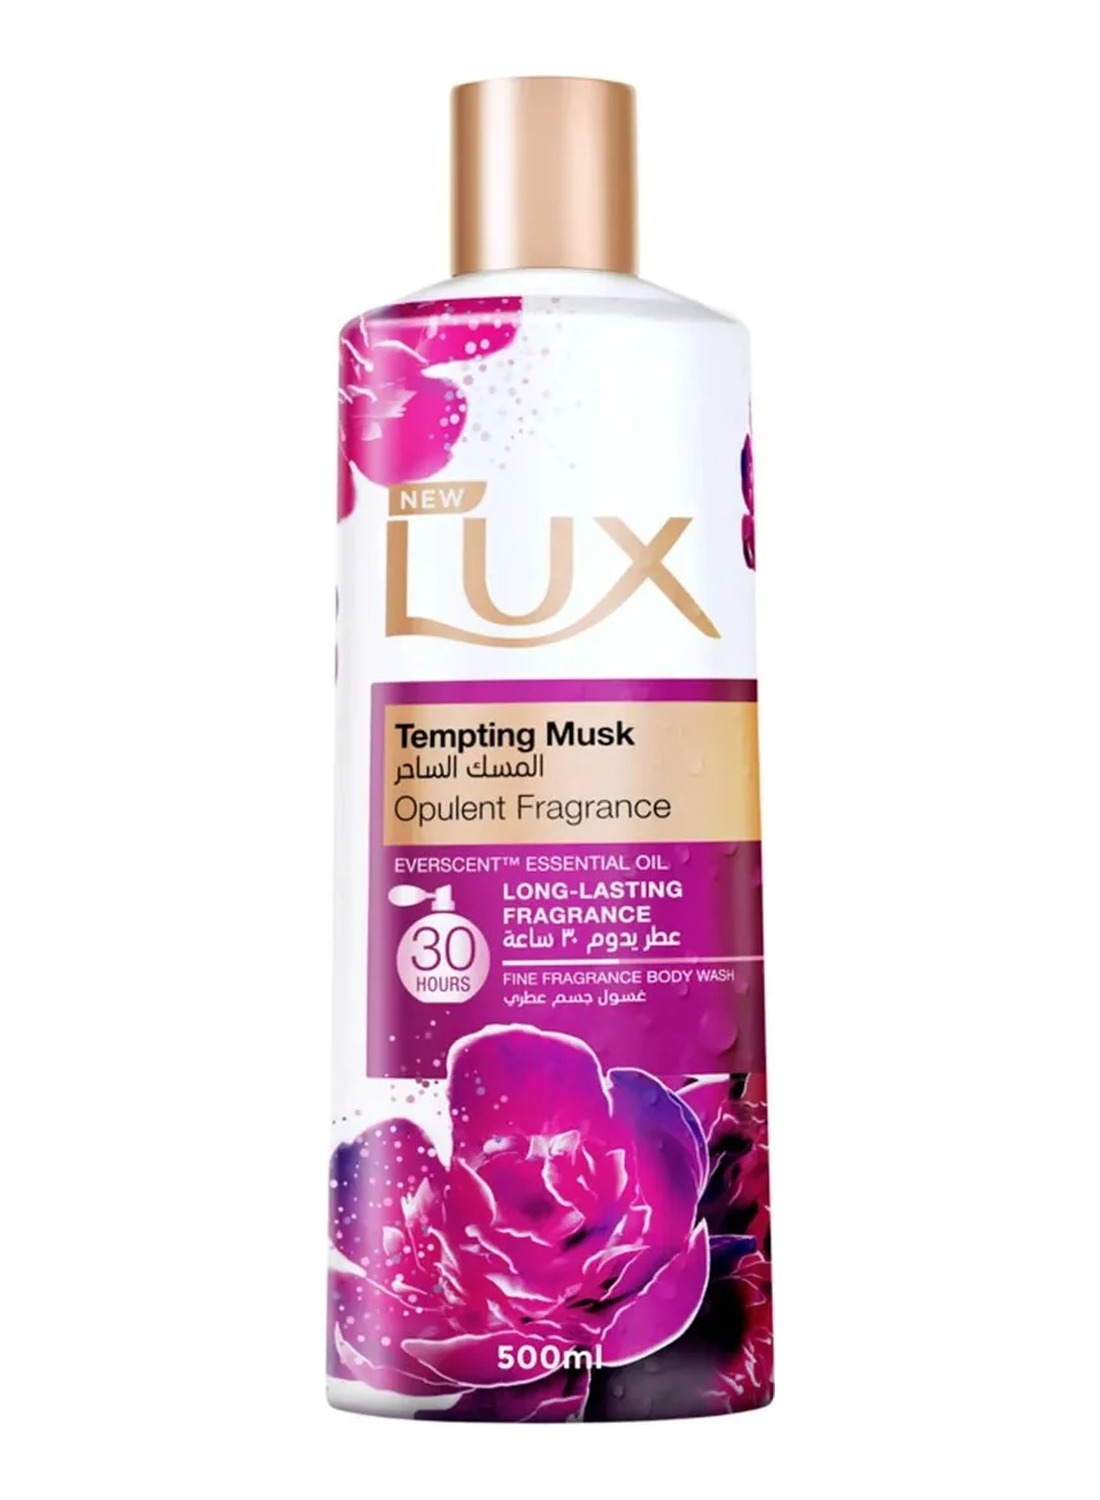 NEW
LUX
Tempting Musk
المسك الساحر
Opulent Fragrance
EVERSCENT™ ESSENTIAL OIL
30
HOURS
LONG-LASTING
FRAGRANCE
عطر يدوم ٣٠ ساعة
FINE FRAGRANCE BODY WASH
غسول جسم عطري
500ml